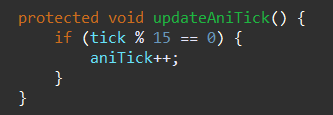 protected void updateAniTick() {
    if (tick % 15 == 0) {
        aniTick++;
    }
}